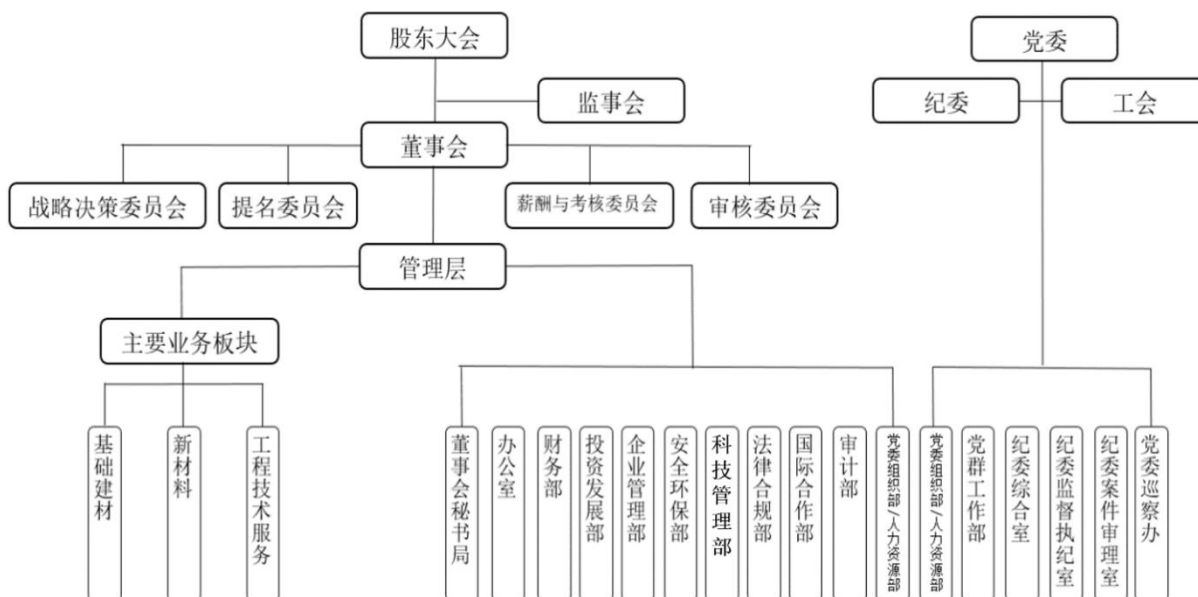 股东大会
党委
监事会
纪委
工会
董事会
战略决策委员会
提名委员会
薪酬与考核委员会
审核委员会
管理层
主要业务板块
基础建材
新材料
工程技术服务
董事会秘书局
办公室
财务部
投资发展部
企业管理部
安全环保部
科技管理部
法律合规部
国际合作部
审计部
党委组织部/人力资源部
党委组织部/人力资源部
党群工作部
纪委综合室
纪委监督执纪室
纪委案件审理室
党委巡察办